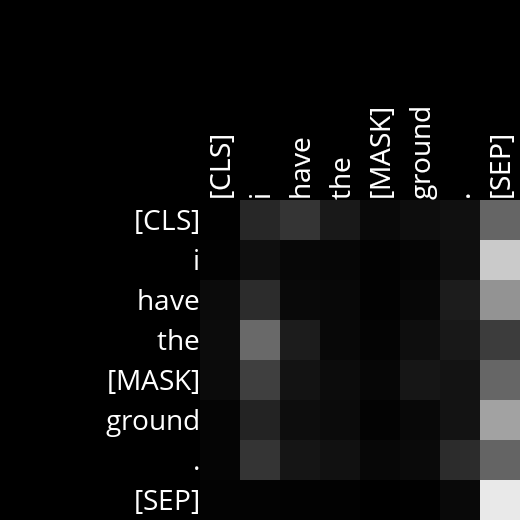 [CLS] i have the [MASK] ground . [SEP]
[CLS]
i
have
the
[MASK]
ground
.
[SEP]